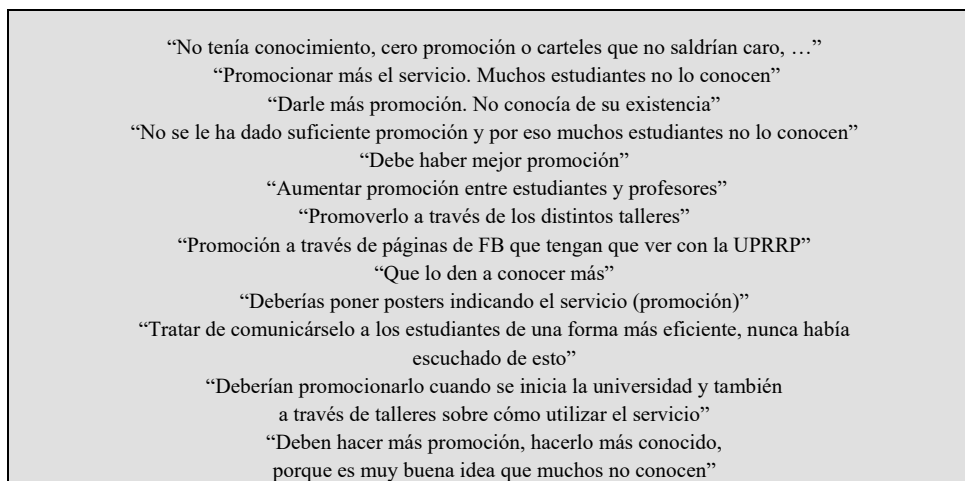 “No tenía conocimiento, cero promoción o carteles que no saldrían caro, …”
“Promocionar más el servicio. Muchos estudiantes no lo conocen”
“Darle más promoción. No conocía de su existencia”
“No se le ha dado suficiente promoción y por eso muchos estudiantes no lo conocen”
“Debe haber mejor promoción”
“Aumentar promoción entre estudiantes y profesores”
“Promoverlo a través de los distintos talleres”
“Promoción a través de páginas de FB que tengan que ver con la UPRRP”
“Que lo den a conocer más”
“Deberías poner posters indicando el servicio (promoción)”
“Tratar de comunicárselo a los estudiantes de una forma más eficiente, nunca había
escuchado de esto”
“Deberían promocionarlo cuando se inicia la universidad y también
a través de talleres sobre cómo utilizar el servicio”
“Deben hacer más promoción, hacerlo más conocido,
porque es muy buena idea que muchos no conocen”